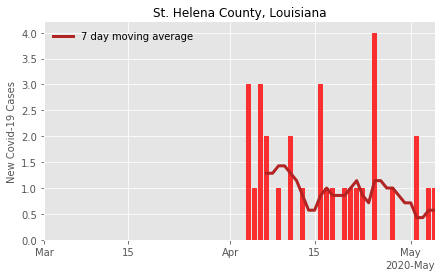 St. Helena County, Louisiana
7 day moving average
New Covid-19 Cases
4.0
3.5
3.0
2.5
2.0
1.5
1.0
0.5
0.0
Mar 15 Apr 15 May
2020-May